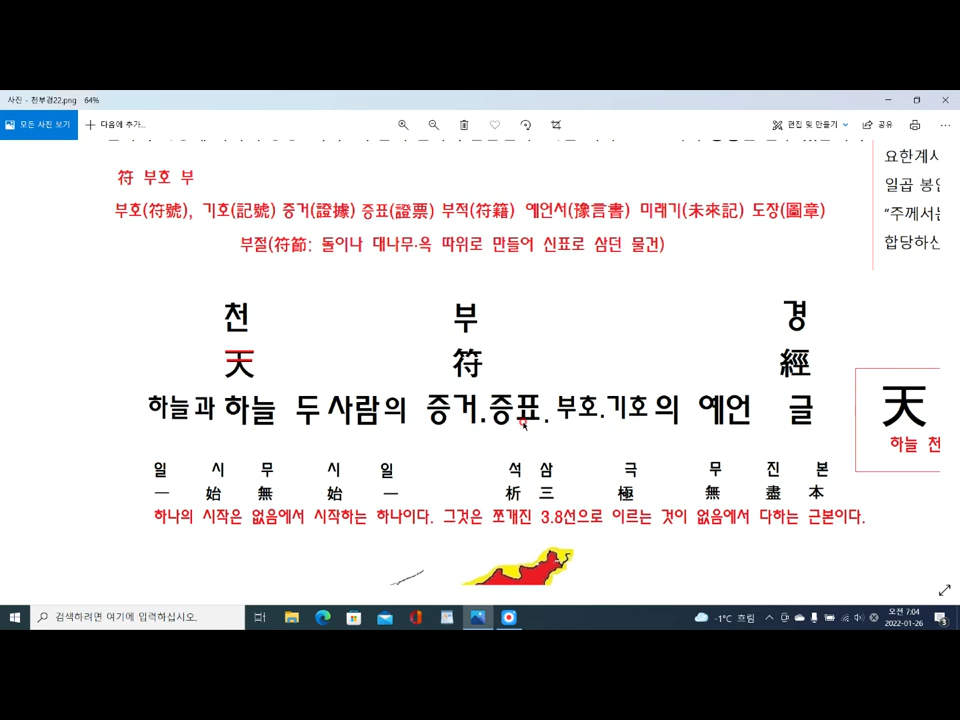 사진 - 천부경22.png 64%
모든 사진 보기 다음에 추가... 편집 및 만들기 공유
符 부호 부
부호(符號), 기호(記號) 증거(證據) 증표(證票) 부적(符籍) 예언서(豫言書) 미래기(未來記) 도장(圖章)
부절(符節: 돌이나 대나무·옥 따위로 만들어 신표로 삼던 물건)
요한계시
일곱 봉인
“주께서는
합당하신
천 부 경
天 符 經
하늘과 하늘 두 사람의 증거.증표. 부호.기호의 예언 글
天
하늘 천
일 시 무 시 일 석 삼 극 무 진 본
一 始 無 始 一 析 三 極 無 盡 本
하나의 시작은 없음에서 시작하는 하나이다. 그것은 쪼개진 3.8선으로 이르는 것이 없음에서 다하는 근본이다.
검색하려면 여기에 입력하십시오.
-1°C 흐림
오전 7:04
2022-01-26
3